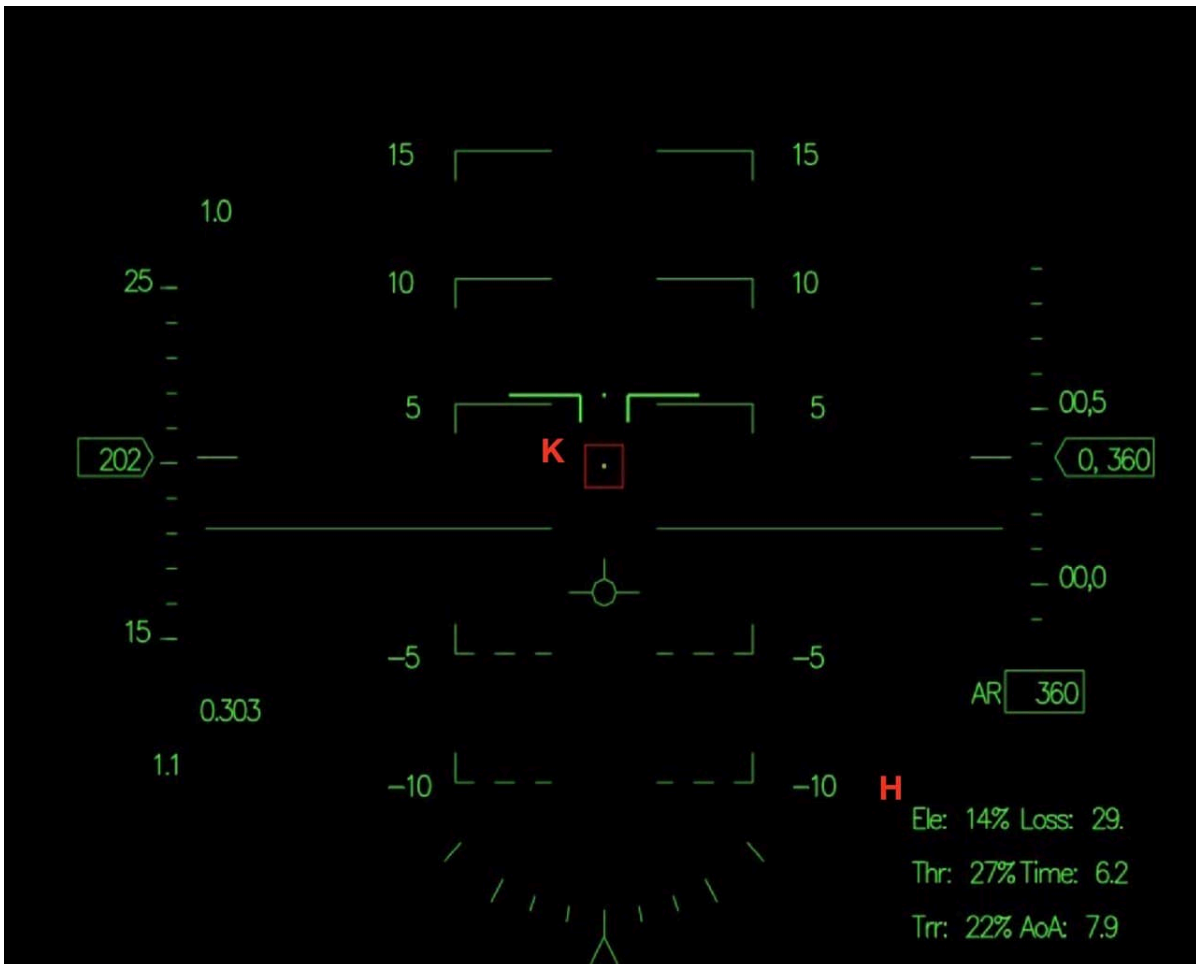 15 15
1.0
25 10 10
5 5 00,5
K
202 0, 360
00,0
15 -5 -5
AR 360
0.303
1.1
-10 -10 H
Ele: 14% Loss: 29.
Thr: 27% Time: 6.2
Trr: 22% AoA: 7.9